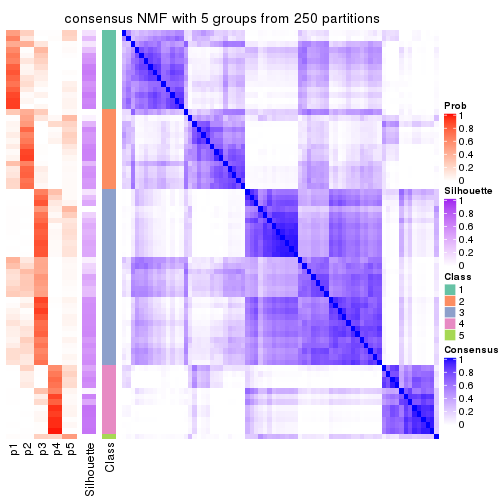 consensus NMF with 5 groups from 250 partitions
Prob
1
0.8
0.6
0.4
0.2
0
Silhouette
1
0.8
0.6
0.4
0.2
0
Class
1
2
3
4
5
Consensus
1
0.8
0.6
0.4
0.2
0
p1
p2
p3
p4
p5
Silhouette
Class